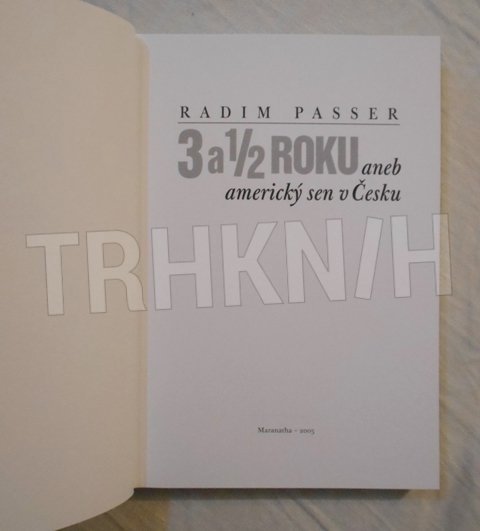 RADIM PASSER
3 a 1/2 ROKU aneb
americký sen v Česku
TRHKNIH
Maranatha – 2005